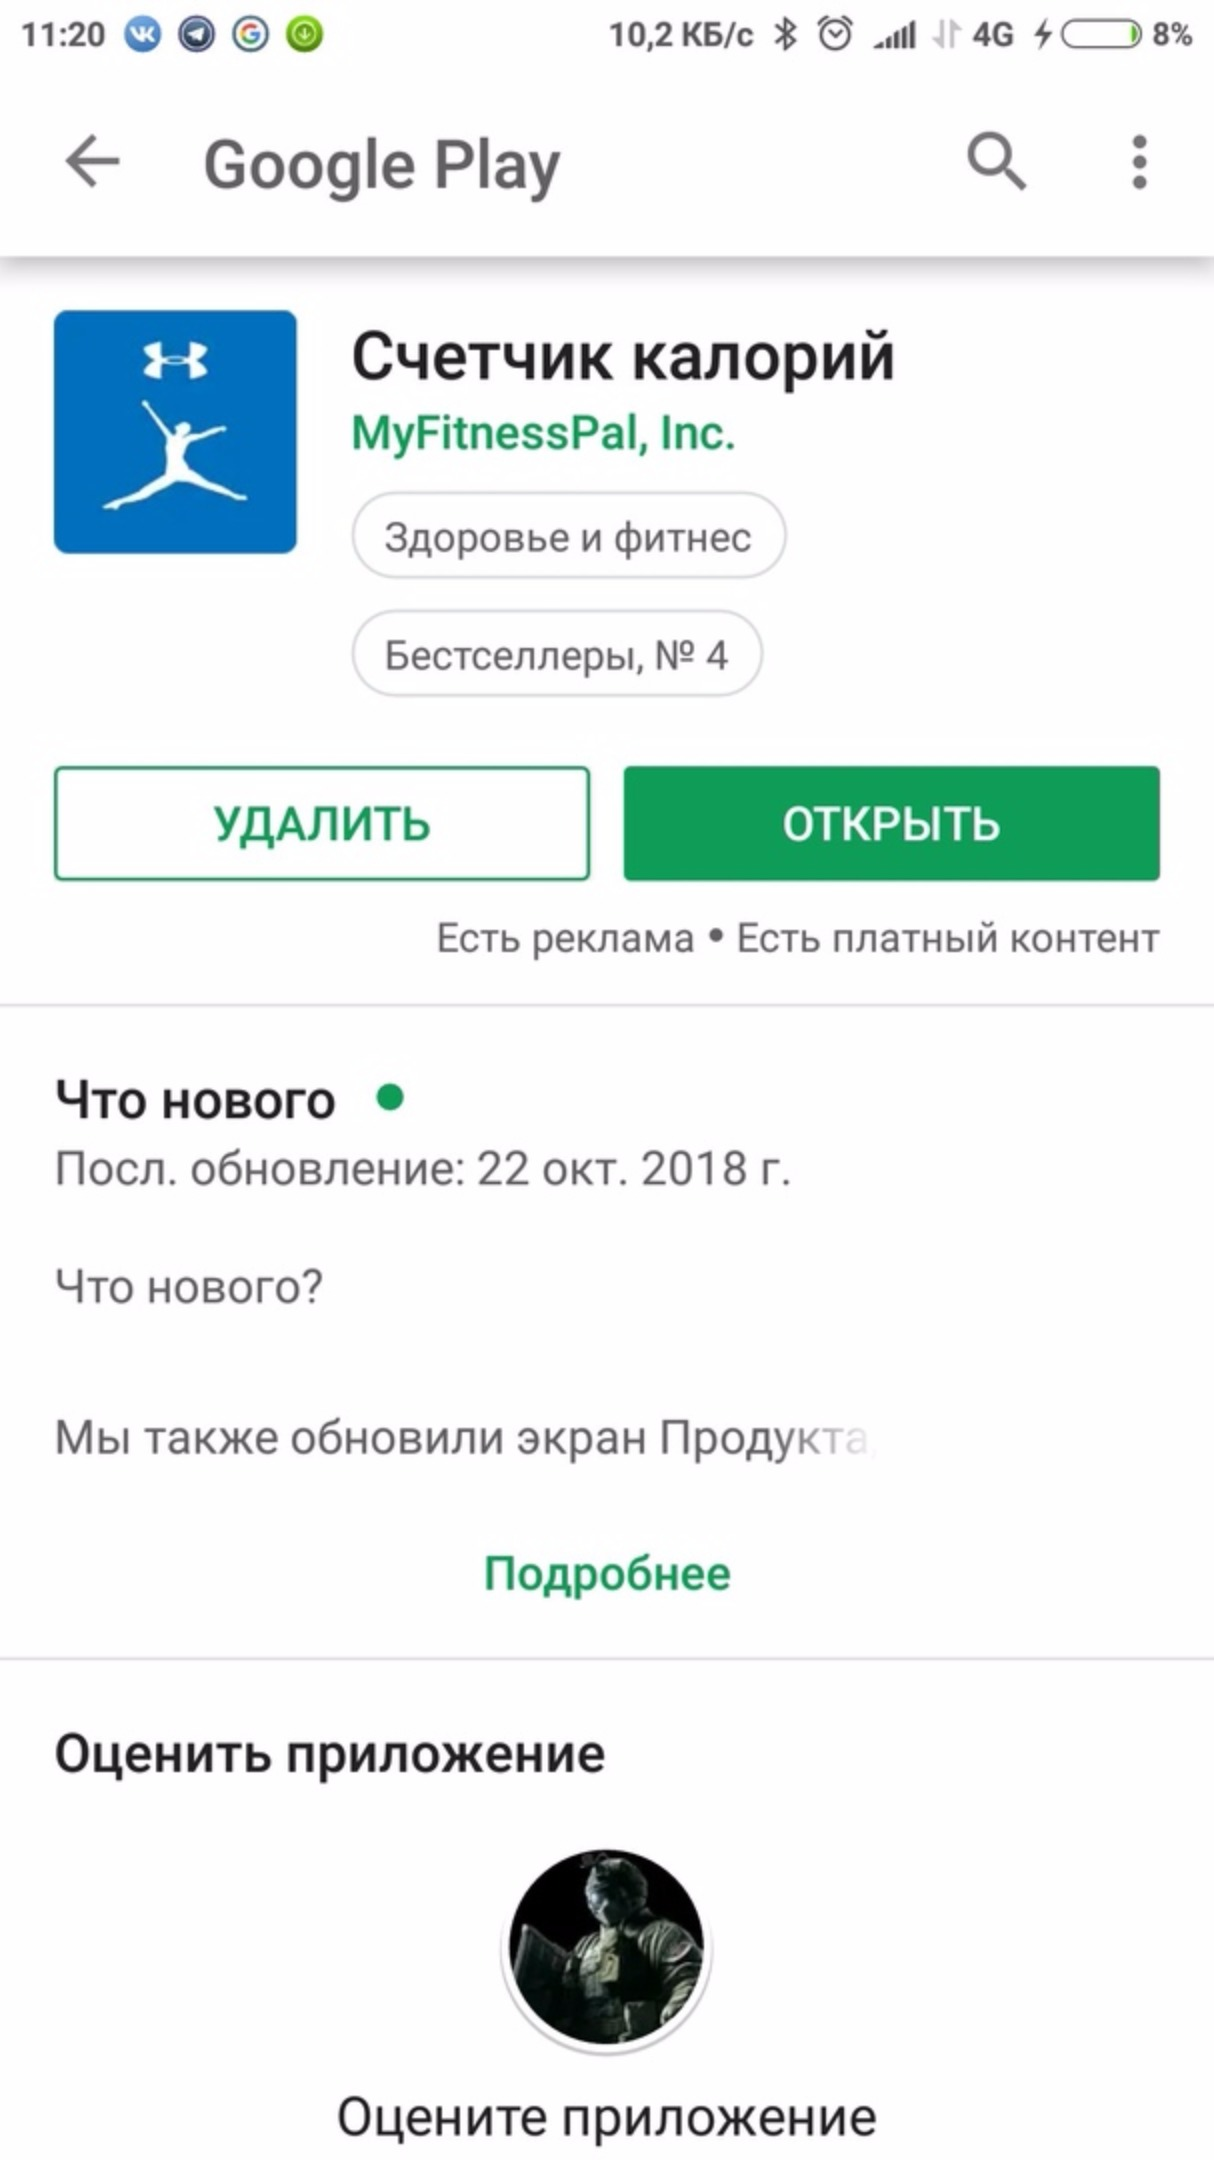 11:20 10,2 КБ/с 4G 8%
Google Play
Счетчик калорий
MyFitnessPal, Inc.
Здоровье и фитнес
Бестселлеры, № 4
УДАЛИТЬ ОТКРЫТЬ
Есть реклама • Есть платный контент
Что нового
Посл. обновление: 22 окт. 2018 г.
Что нового?
Мы также обновили экран Продукта,
Подробнее
Оценить приложение
Оцените приложение